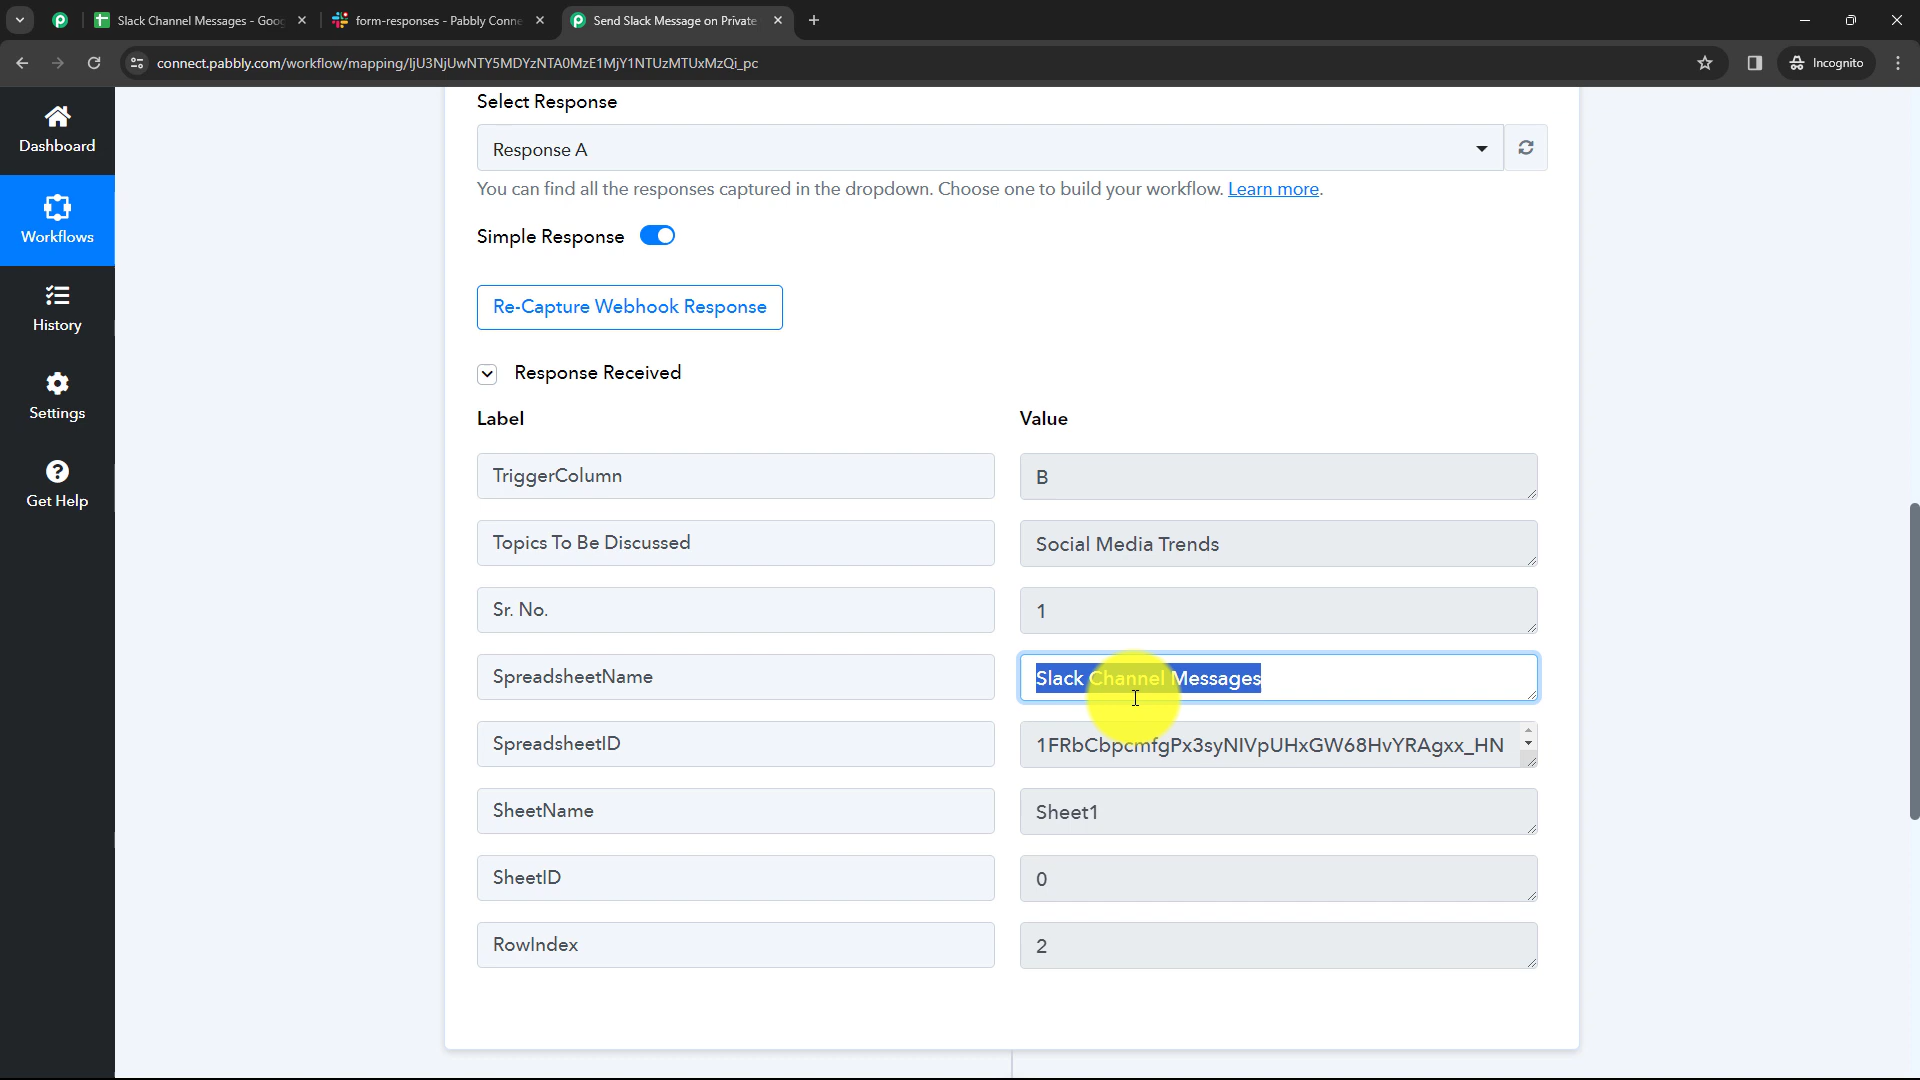 Slack Channel Messages - Goog
form-responses - Pabbly Conne
Send Slack Message on Private
connect.pabbly.com/workflow/mapping/IjU3NjUwNTY5MDYzNTA0MzE1MjY1NTUzMTUxMzQi_pc
Incognito
Dashboard
Workflows
History
Settings
Get Help
Select Response
Response A
You can find all the responses captured in the dropdown. Choose one to build your workflow. Learn more.
Simple Response
Re-Capture Webhook Response
Response Received
Label Value
TriggerColumn B
Topics To Be Discussed Social Media Trends
Sr. No. 1
SpreadsheetName Slack Channel Messages
SpreadsheetID 1FRbCbpcmfgPx3syNIVpUHxGW68HvYRAgxx_HN
SheetName Sheet1
SheetID 0
RowIndex 2